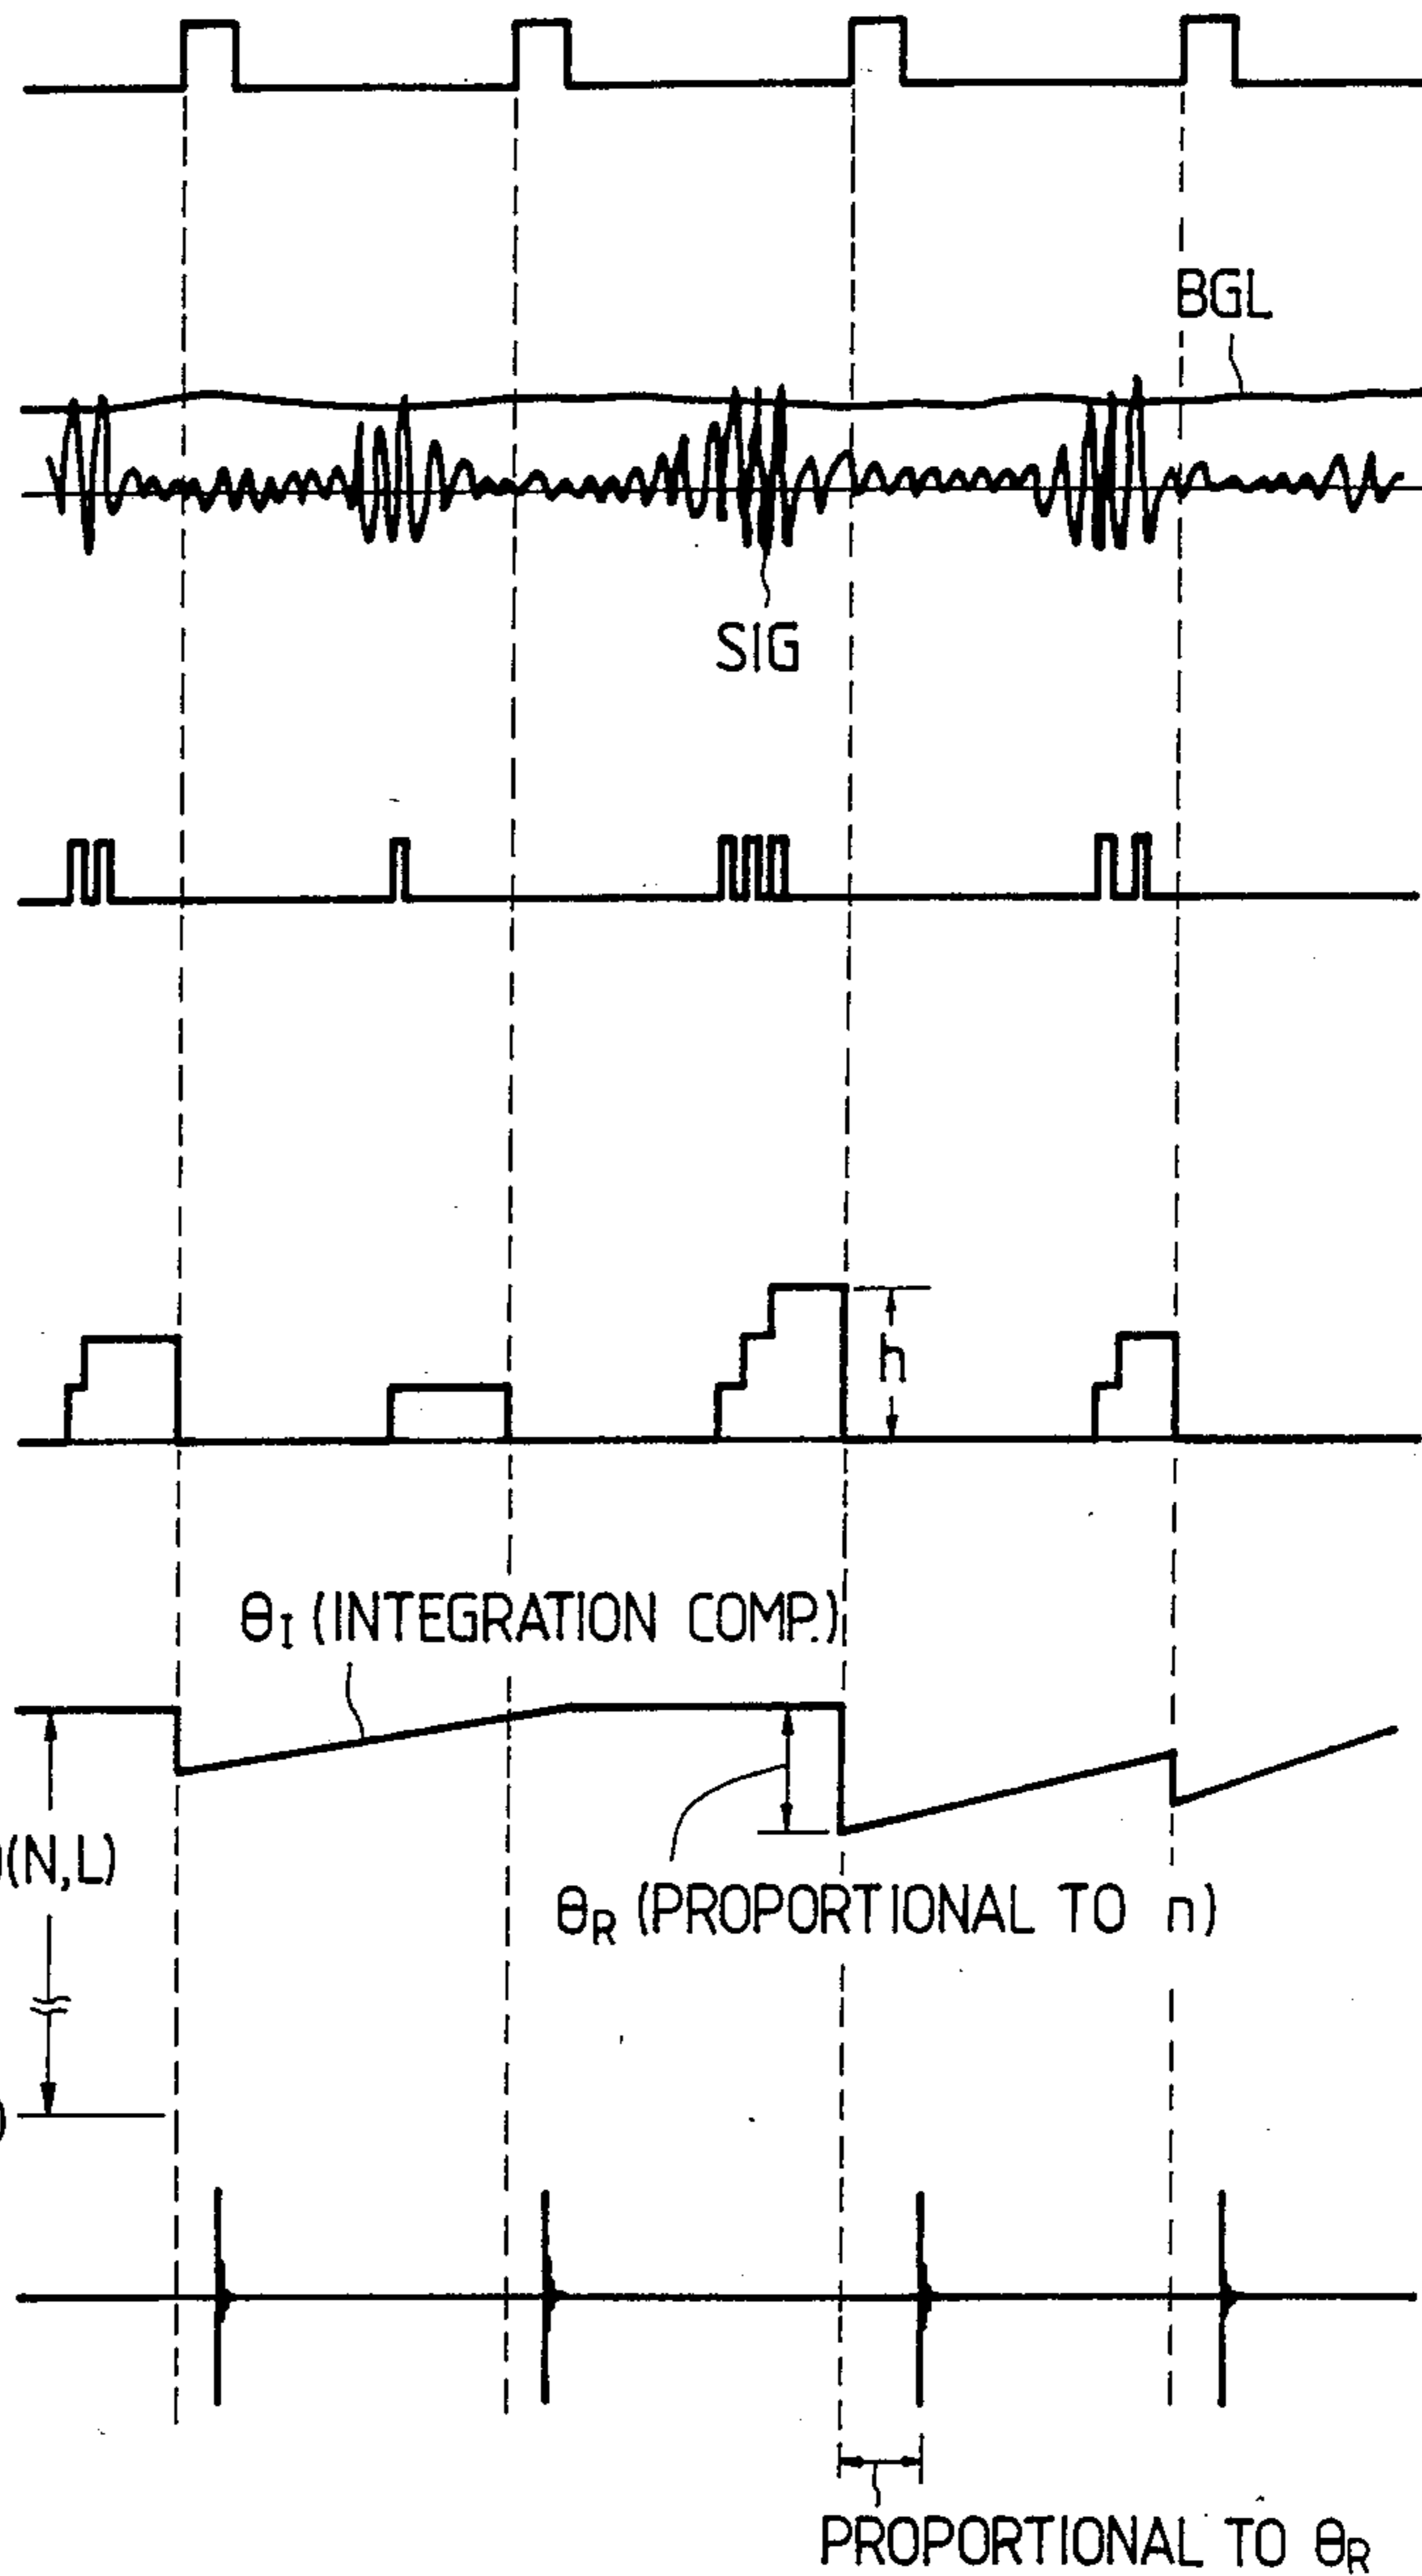 BGL
SIG
h
θI (INTEGRATION COMP.)
(N,L)
θR (PROPORTIONAL TO n)
)
PROPORTIONAL TO θR